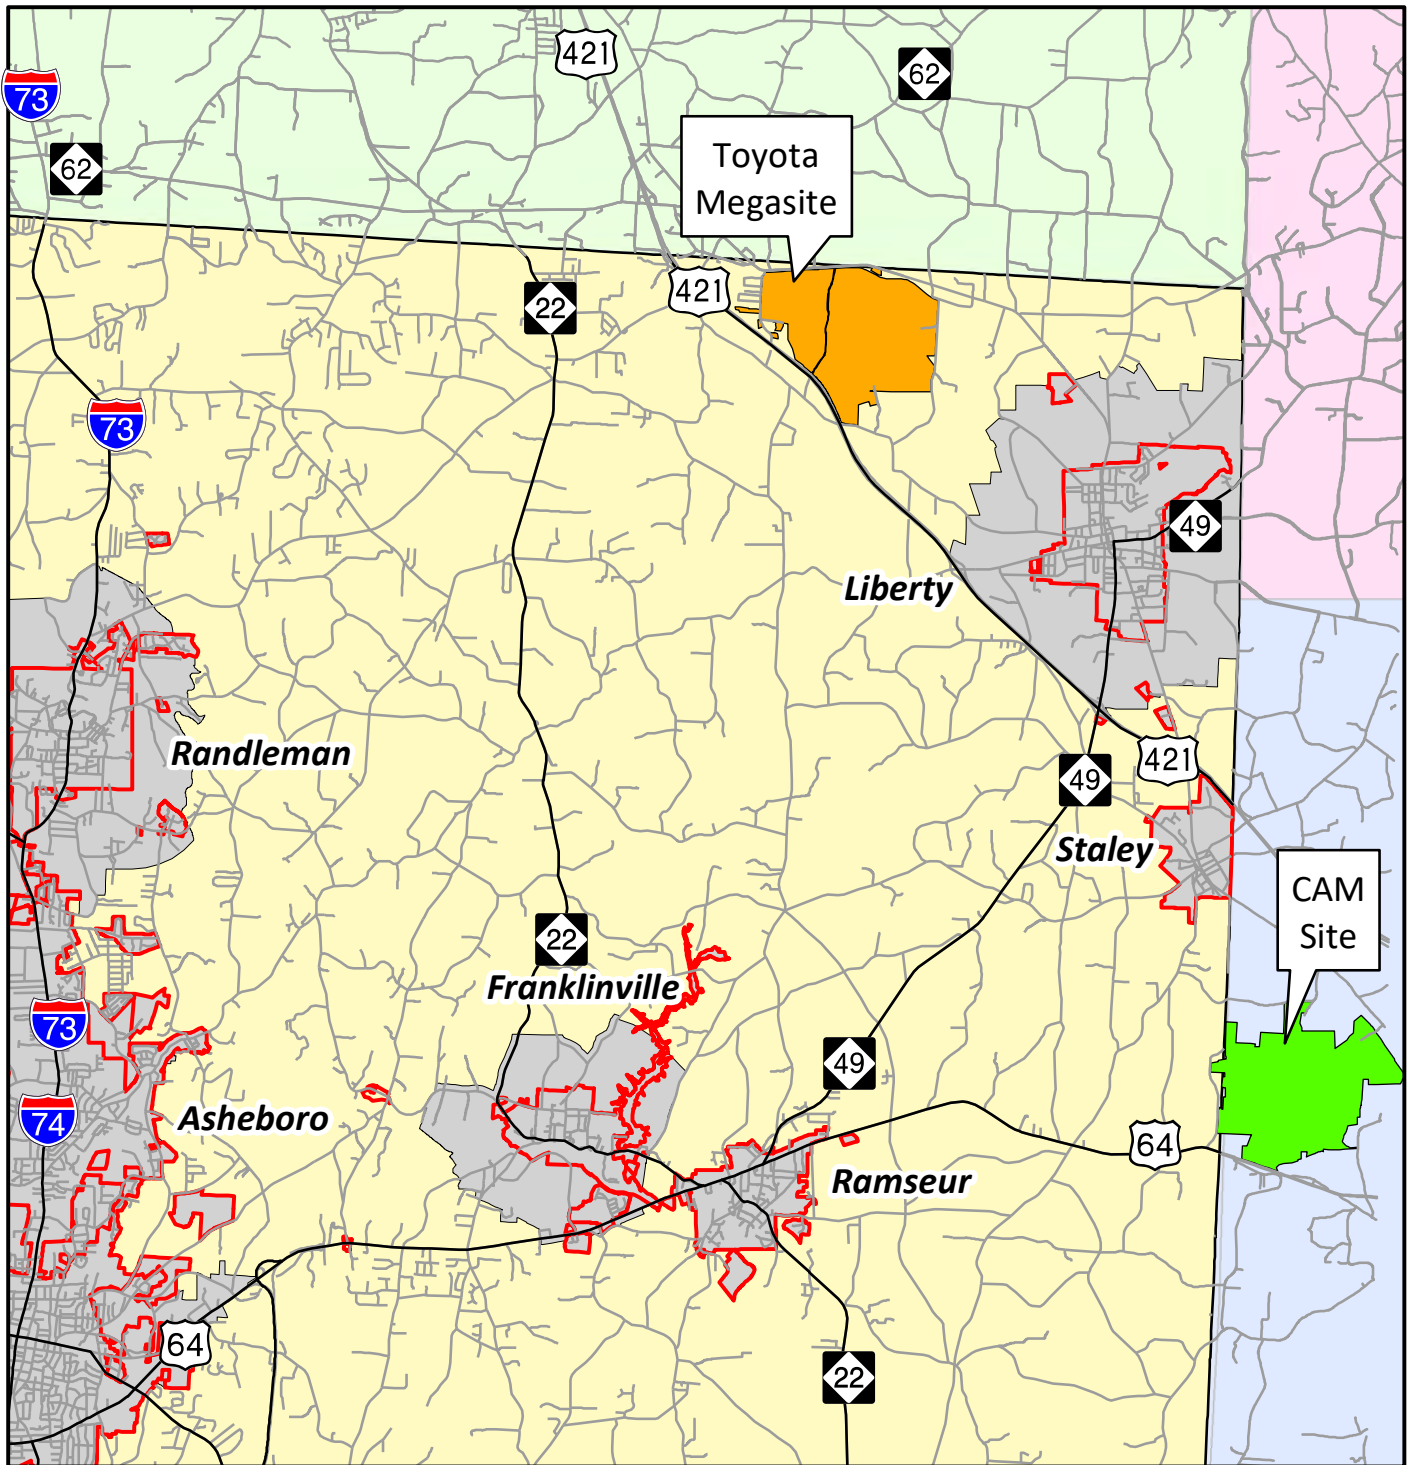 421
62
73
62
Toyota
Megasite
421
22
73
49
Liberty
Randleman
421
49
Staley
CAM
Site
22
Franklinville
73
49
74
Asheboro
64
Ramseur
64
22